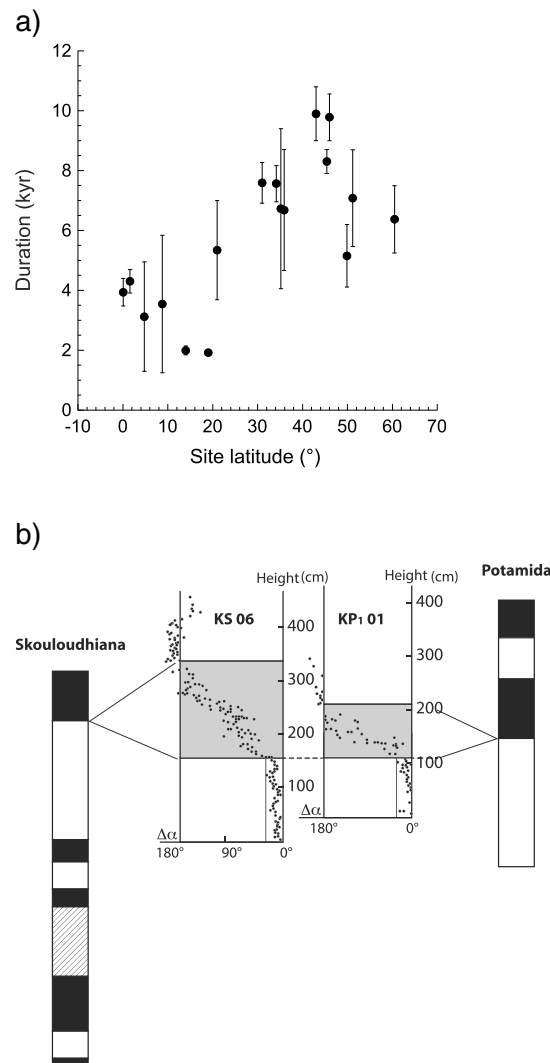 a)
12
10
8
6
4
2
0
Duration (kyr)
-10 0 10 20 30 40 50 60 70
Site latitude (°)
b)
Skouloudhiana
KS 06
Height (cm)
400
300
200
100
Δα
180° 90° 0°
KP₁ 01
Height (cm)
400
300
200
100
Δα
180° 0°
Potamida